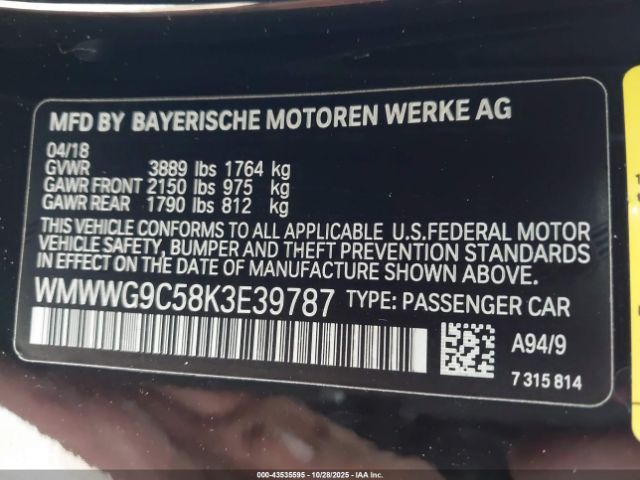 MFD BY BAYERISCHE MOTOREN WERKE AG
04/18
GVWR 3889 lbs 1764 kg
GAWR FRONT 2150 lbs 975 kg
GAWR REAR 1790 lbs 812 kg
THIS VEHICLE CONFORMS TO ALL APPLICABLE U.S.FEDERAL MOTOR
VEHICLE SAFETY, BUMPER AND THEFT PREVENTION STANDARDS
IN EFFECT ON THE DATE OF MANUFACTURE SHOWN ABOVE.
WMWWG9C58K3E39787 TYPE: PASSENGER CAR
A94/9
7 315 814
000-43535595 10/28/2025 (IAA) COPART